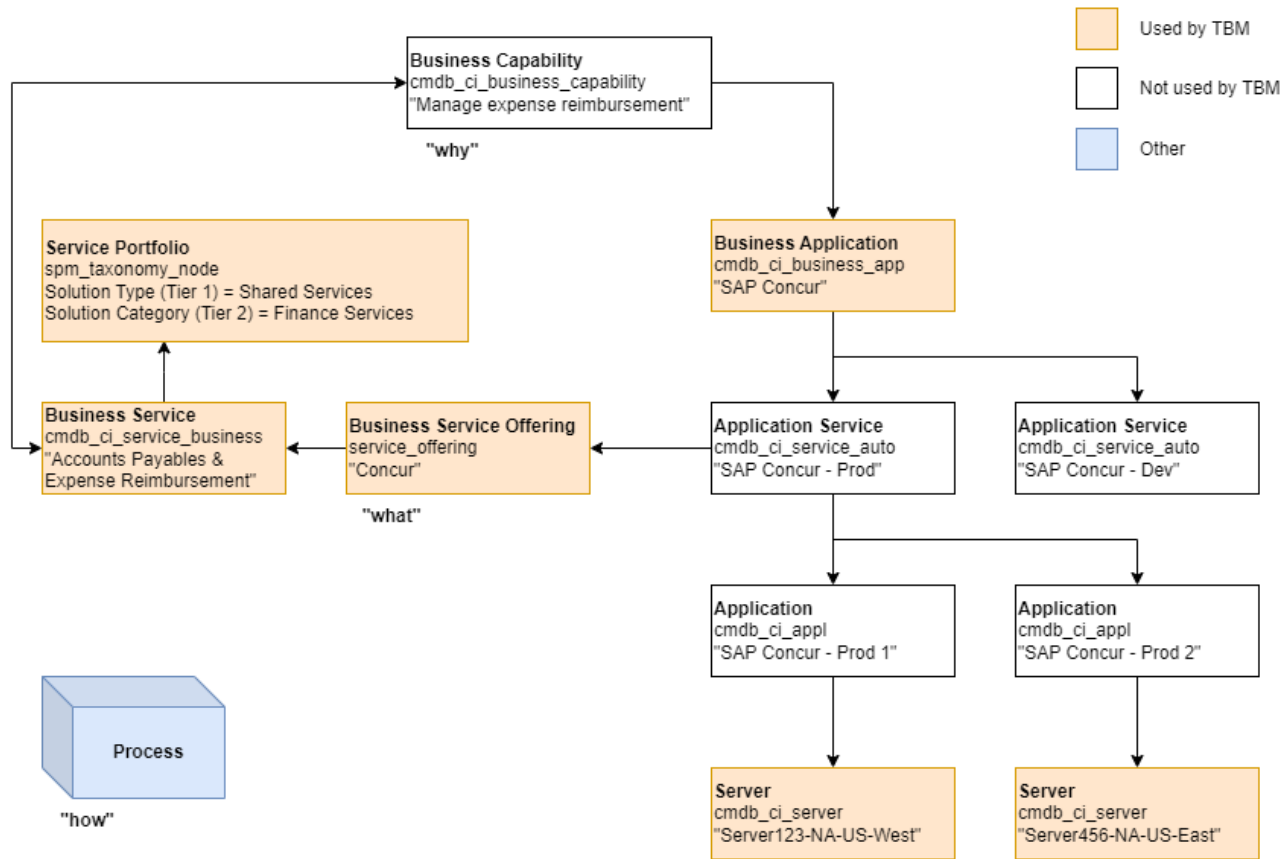 Used by TBM
Not used by TBM
Other
Business Capability
cmdb_ci_business_capability
"Manage expense reimbursement"
"why"
Service Portfolio
spm_taxonomy_node
Solution Type (Tier 1) = Shared Services
Solution Category (Tier 2) = Finance Services
Business Application
cmdb_ci_business_app
"SAP Concur"
Business Service
cmdb_ci_service_business
"Accounts Payables &
Expense Reimbursement"
Business Service Offering
service_offering
"Concur"
"what"
Application Service
cmdb_ci_service_auto
"SAP Concur - Prod"
Application Service
cmdb_ci_service_auto
"SAP Concur - Dev"
Application
cmdb_ci_appl
"SAP Concur - Prod 1"
Application
cmdb_ci_appl
"SAP Concur - Prod 2"
Process
"how"
Server
cmdb_ci_server
"Server123-NA-US-West"
Server
cmdb_ci_server
"Server456-NA-US-East"